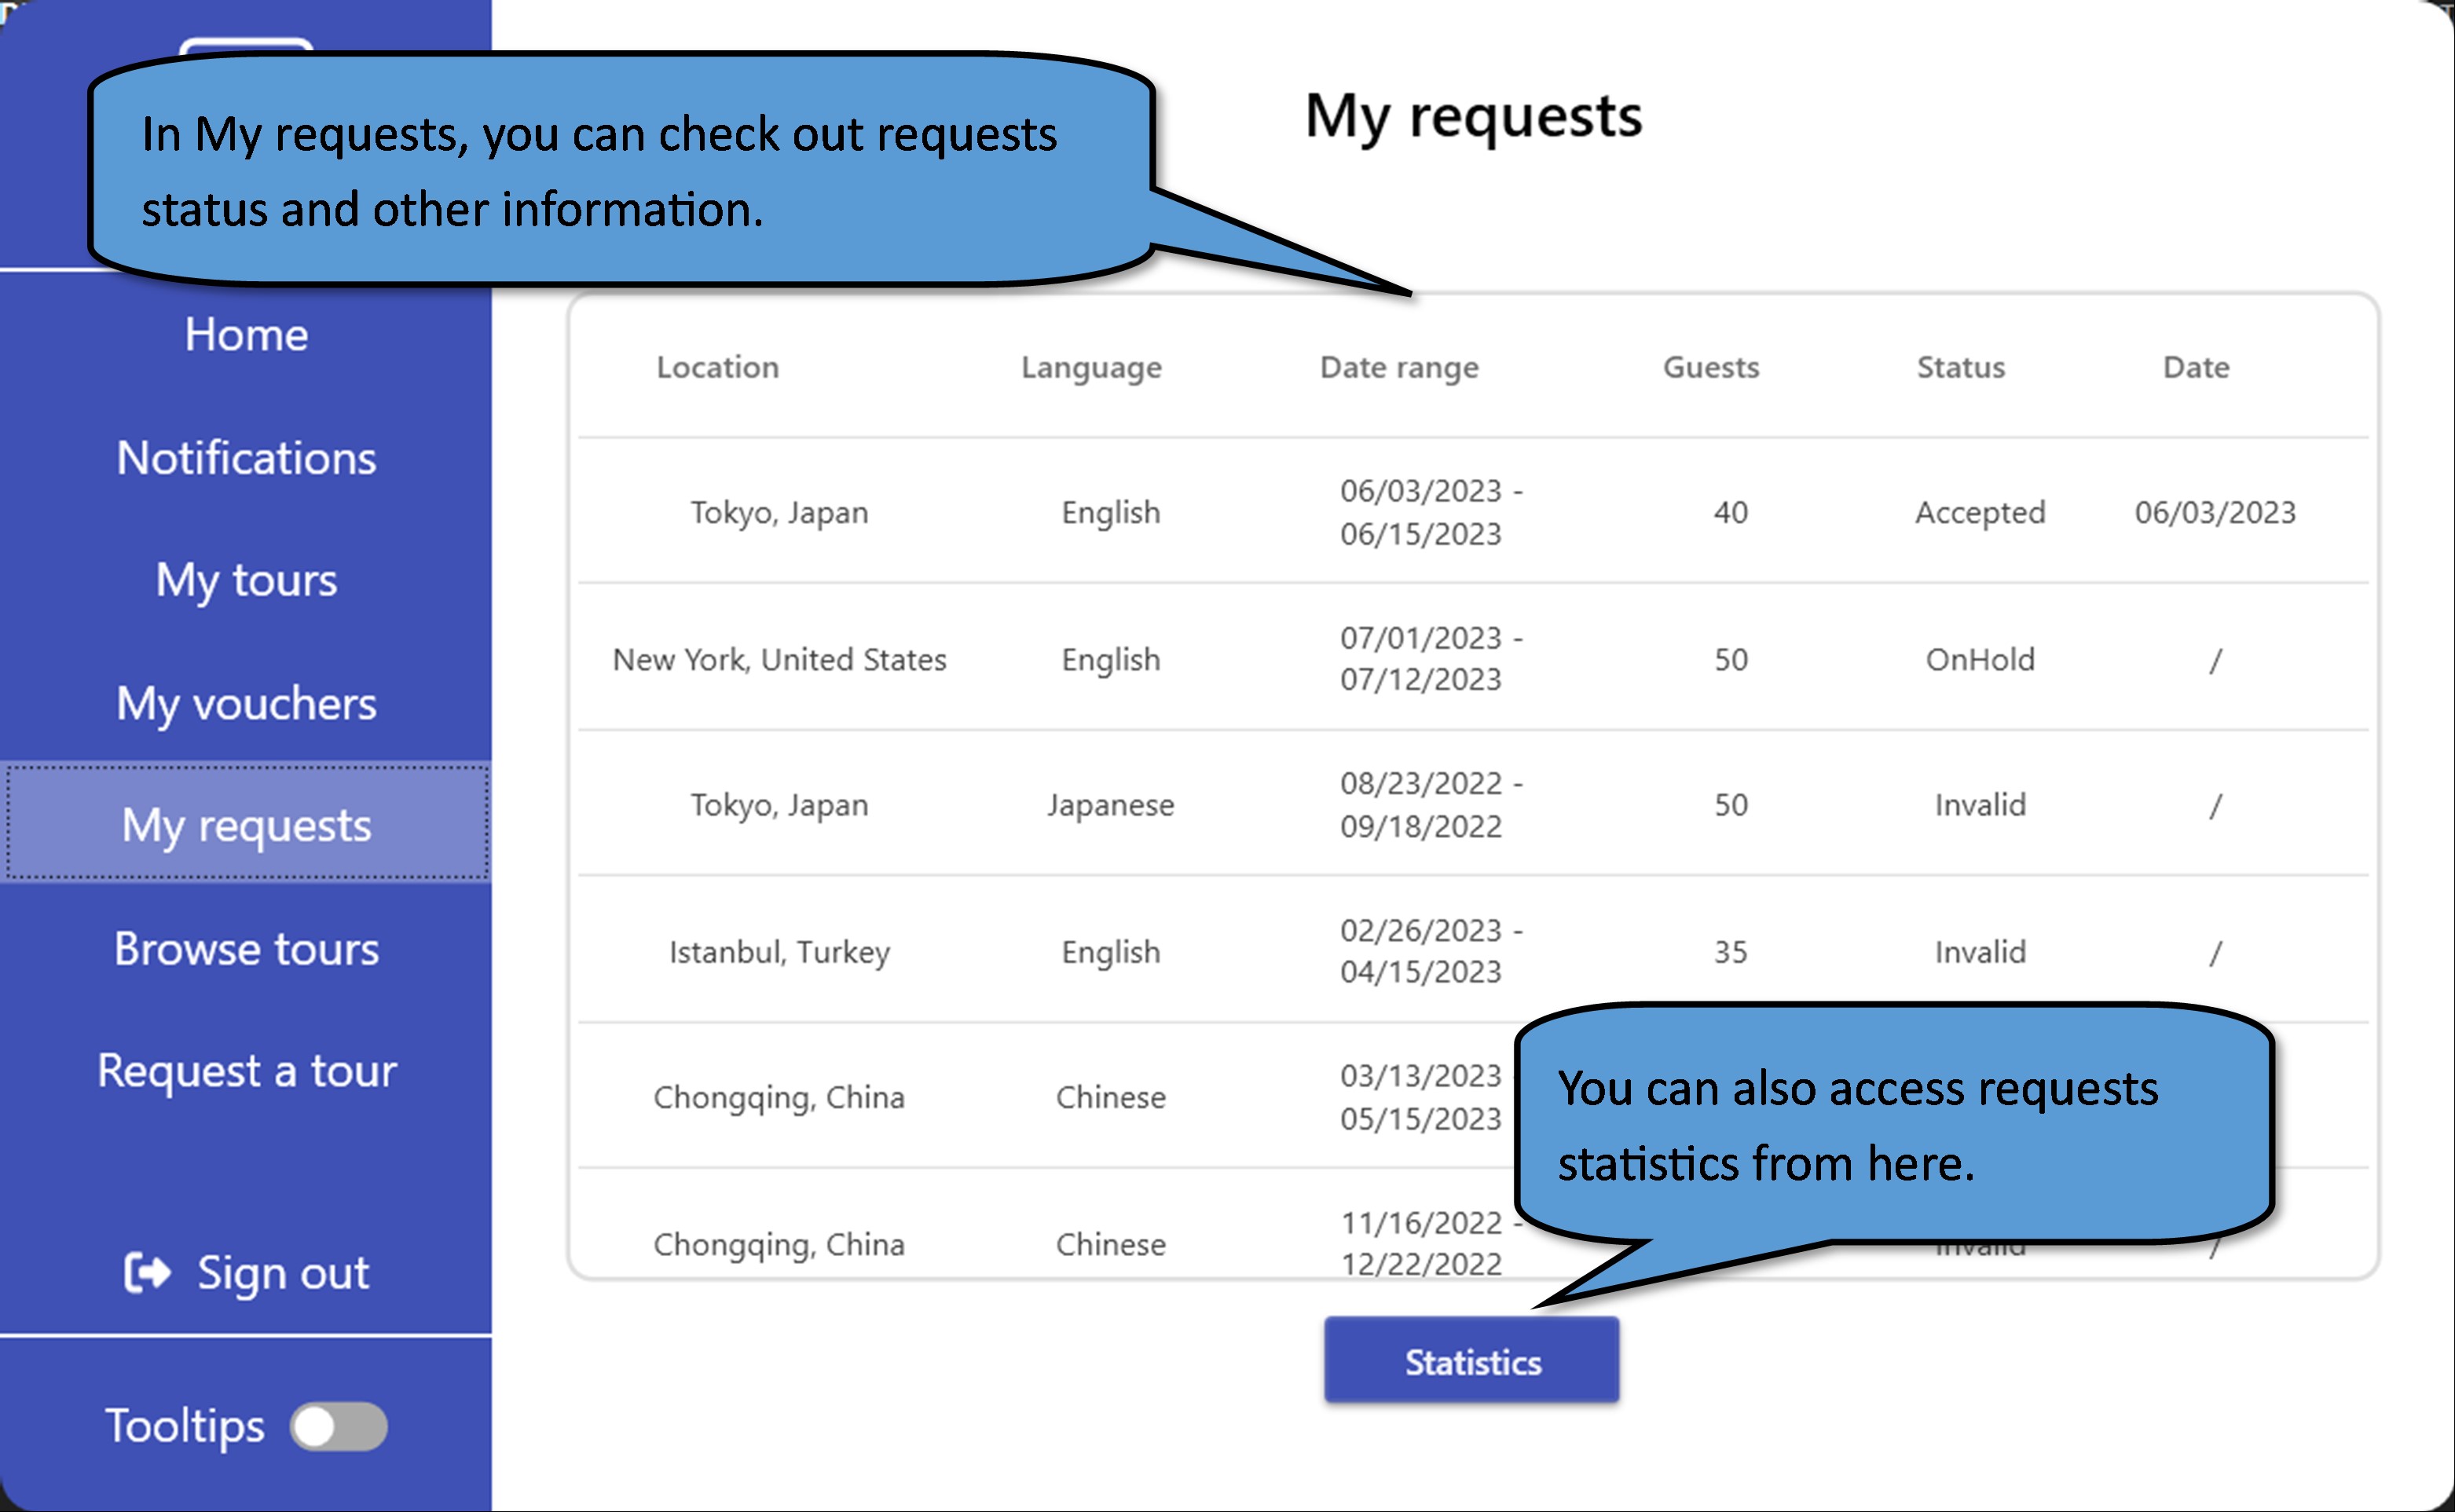 In My requests, you can check out requests
status and other information.
My requests
Home
Notifications
My tours
My vouchers
My requests
Browse tours
Request a tour
Sign out
Tooltips
Location Language Date range Guests Status Date
Tokyo, Japan English 06/03/2023 - 40 Accepted 06/03/2023
06/15/2023
New York, United States English 07/01/2023 - 50 OnHold /
07/12/2023
Tokyo, Japan Japanese 08/23/2022 - 50 Invalid /
09/18/2022
Istanbul, Turkey English 02/26/2023 - 35 Invalid /
04/15/2023
Chongqing, China Chinese 03/13/2023
05/15/2023
Chongqing, China Chinese 11/16/2022 - Invalid /
12/22/2022
You can also access requests
statistics from here.
Statistics